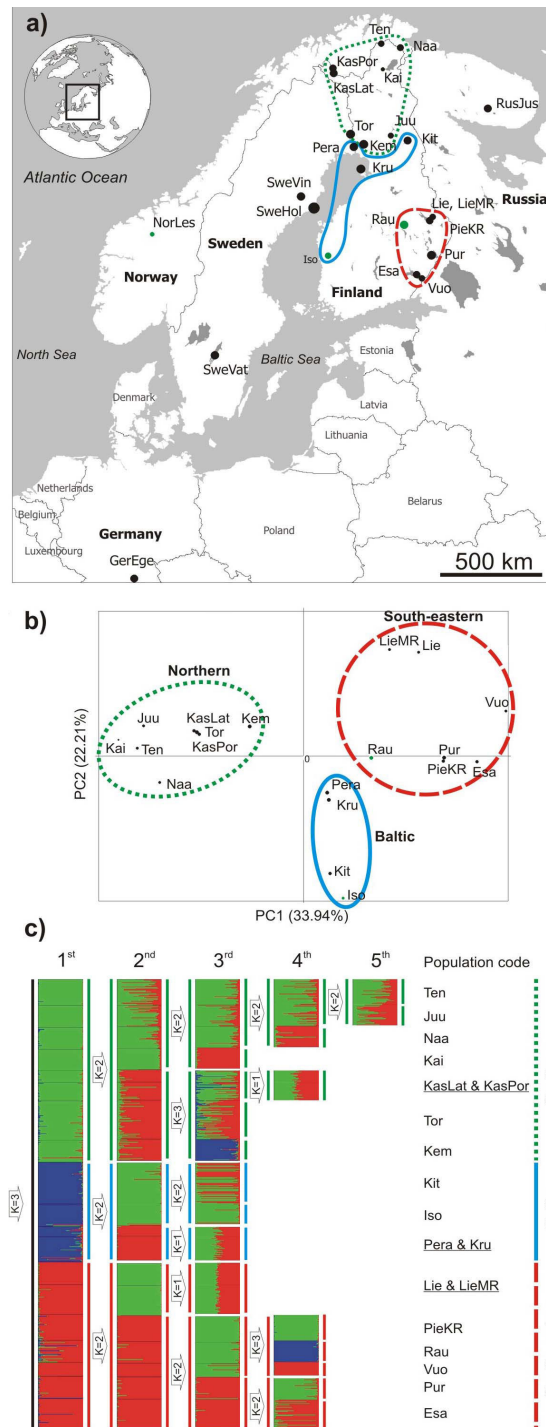 a)
Ten
Naa
KasPor
Kai
KasLat
RusJus
Tor
Juu
Kit
Pera
Kem
Kru
Atlantic Ocean
SweVin
Russia
Lie, LieMR
SweHol
NorLes
Rau
PieKR
Sweden
Pur
Iso
Norway
Esa
Finland
Vuo
North Sea
Baltic Sea
Estonia
SweVat
Denmark
Latvia
Lithuania
Netherlands
Belarus
Belgium
Germany
Poland
Luxembourg
GerEge
500 km
b)
South-eastern
LieMR
Lie
Northern
Juu
KasLat
Kem
Vuo
Tor
Kai
Ten
KasPor
Rau
Pur
PieKR
Esa
0
Naa
Pera
Kru
Baltic
Kit
Iso
PC2 (22.21%)
PC1 (33.94%)
c)
1st 2nd 3rd 4th 5th Population code
K=3
K=2
K=2
K=2
K=2
K=2
K=3
K=1
K=2
K=2
K=1
K=1
K=2
K=2
K=3
K=2
Ten
Juu
Naa
Kai
KasLat & KasPor
Tor
Kem
Kit
Iso
Pera & Kru
Lie & LieMR
PieKR
Rau
Vuo
Pur
Esa